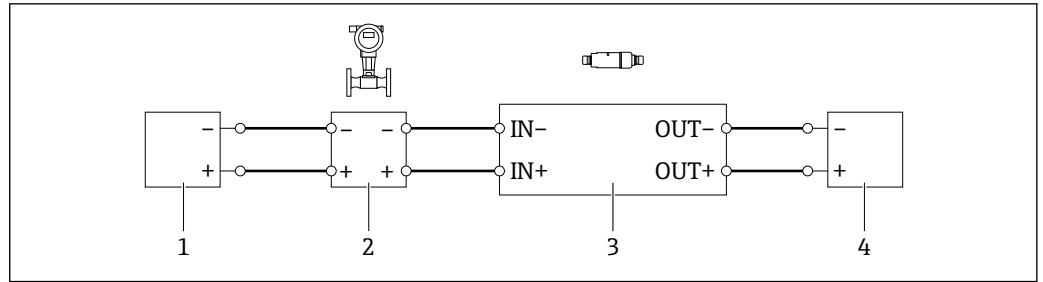 − − − IN− OUT− −
+ + + IN+ OUT+ +
1 2 3 4